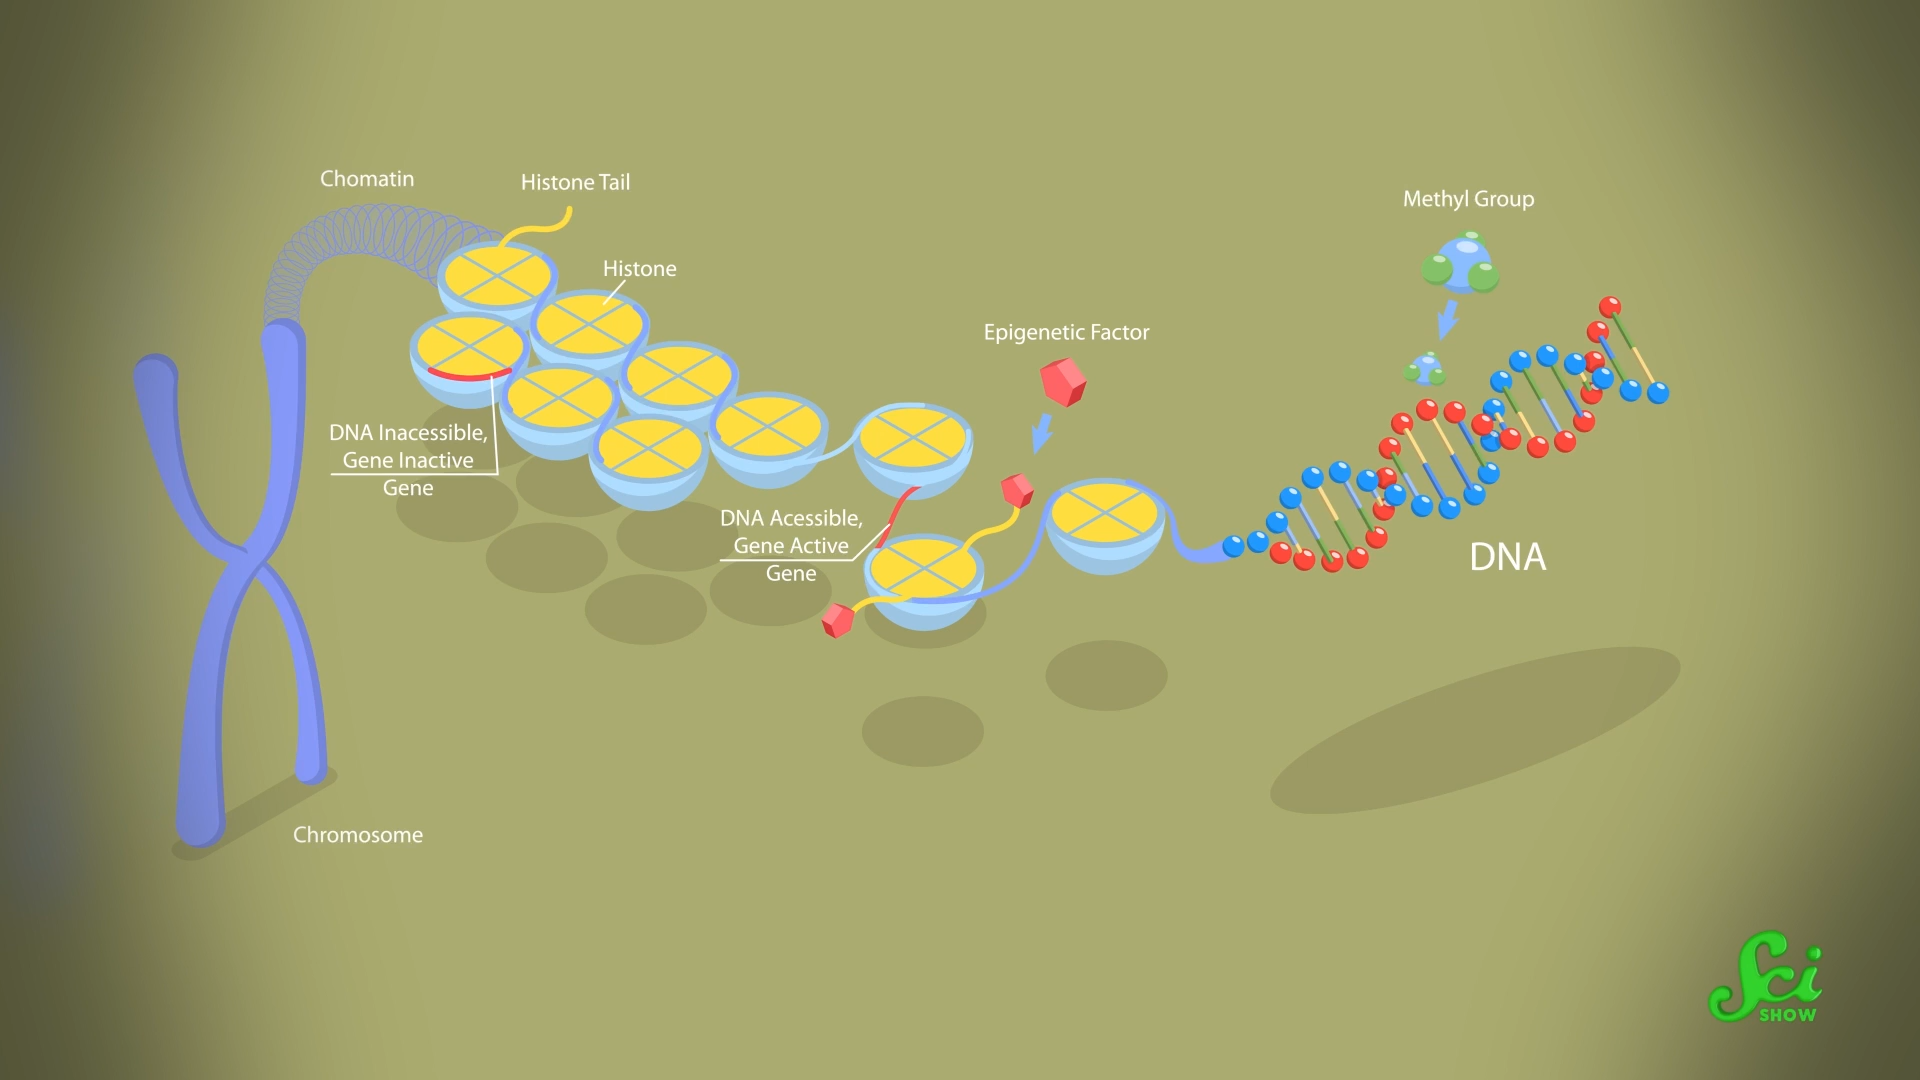 Chomatin
Histone Tail
Histone
Methyl Group
Epigenetic Factor
DNA Inacessible,
Gene Inactive
Gene
DNA Acessible,
Gene Active
Gene
DNA
Chromosome
Sci
SHOW